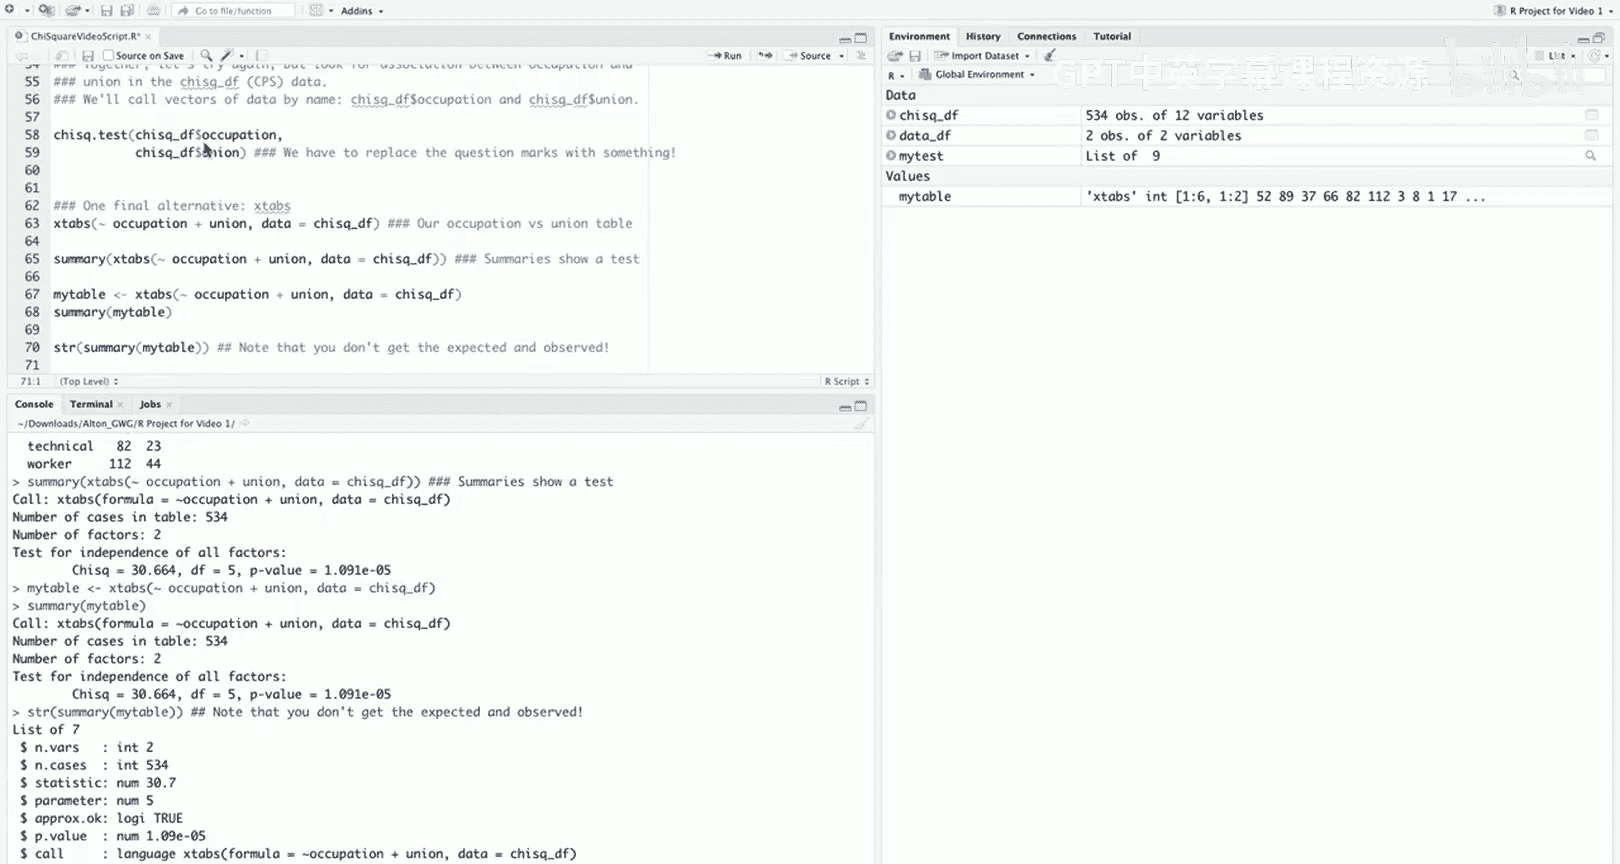 Go to file/function
Addins
R Project for Video 1
ChiSquareVideoScript.R*
Source on Save
Run
Source
55 ### union in the chisq_df (CPS) data.
56 ### We'll call vectors of data by name: chisq_df$occupation and chisq_df$union.
57
58 chisq.test(chisq_df$occupation,
59 chisq_df$union) ### We have to replace the question marks with something!
60
61
62 ### One final alternative: xtabs
63 xtabs(~ occupation + union, data = chisq_df) ### Our occupation vs union table
64
65 summary(xtabs(~ occupation + union, data = chisq_df)) ### Summaries show a test
66
67 mytable <- xtabs(~ occupation + union, data = chisq_df)
68 summary(mytable)
69
70 str(summary(mytable)) ## Note that you don't get the expected and observed!
71
71:1 (Top Level) R Script
Console Terminal Jobs
~/Downloads/Alton_GWG/R Project for Video 1/
technical 82 23
worker 112 44
> summary(xtabs(~ occupation + union, data = chisq_df)) ### Summaries show a test
Call: xtabs(formula = ~occupation + union, data = chisq_df)
Number of cases in table: 534
Number of factors: 2
Test for independence of all factors:
Chisq = 30.664, df = 5, p-value = 1.091e-05
> mytable <- xtabs(~ occupation + union, data = chisq_df)
> summary(mytable)
Call: xtabs(formula = ~occupation + union, data = chisq_df)
Number of cases in table: 534
Number of factors: 2
Test for independence of all factors:
Chisq = 30.664, df = 5, p-value = 1.091e-05
> str(summary(mytable)) ## Note that you don't get the expected and observed!
List of 7
$ n.vars : int 2
$ n.cases : int 534
$ statistic: num 30.7
$ parameter: num 5
$ approx.ok: logi TRUE
$ p.value : num 1.09e-05
$ call : language xtabs(formula = ~occupation + union, data = chisq_df)
Environment History Connections Tutorial
Import Dataset
List
R Global Environment
GPT中英字幕课程资源
Data
chisq_df 534 obs. of 12 variables
data_df 2 obs. of 2 variables
mytest List of 9
Values
mytable 'xtabs' int [1:6, 1:2] 52 89 37 66 82 112 3 8 1 17 ...